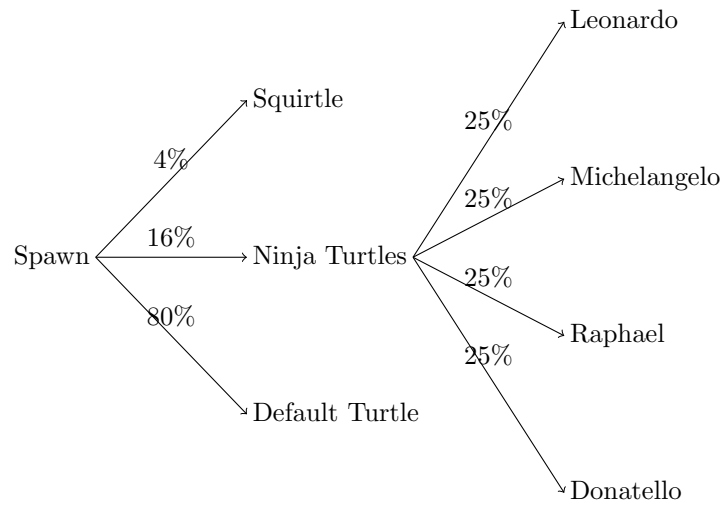 Leonardo
Squirtle
25%
4%
Michelangelo
25%
16%
Spawn
Ninja Turtles
25%
80%
Raphael
25%
Default Turtle
Donatello